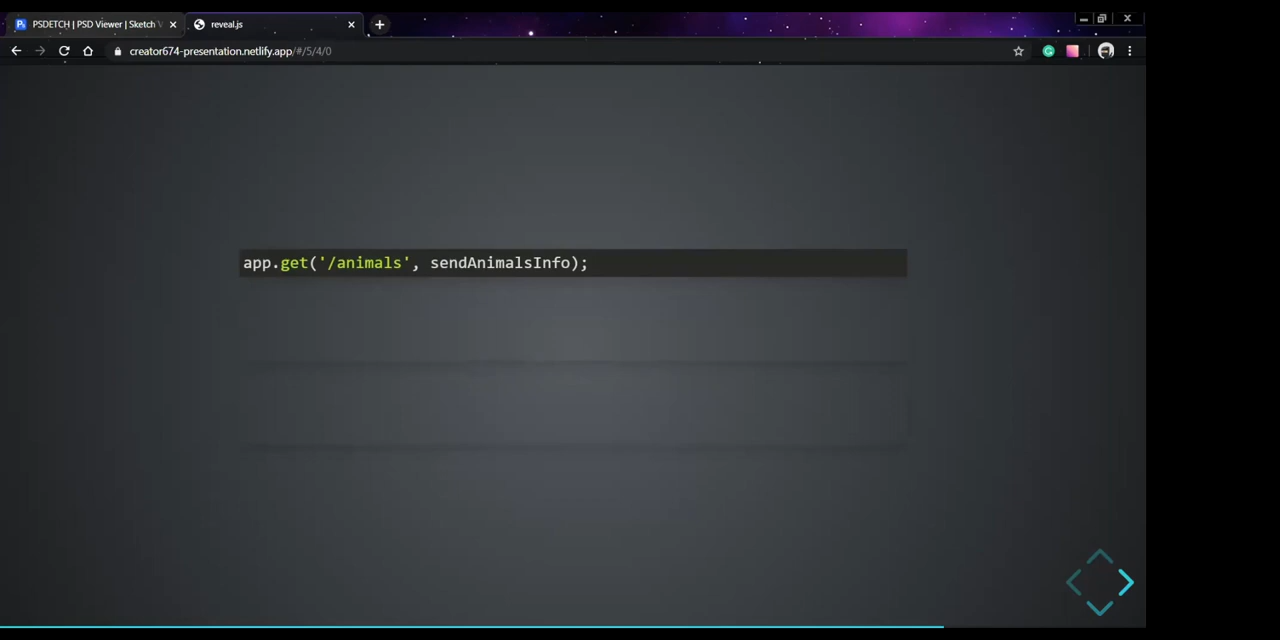 PSDETCH | PSD Viewer | Sketch V
reveal.js
creator674-presentation.netlify.app/#/5/4/0
app.get('/animals', sendAnimalsInfo);